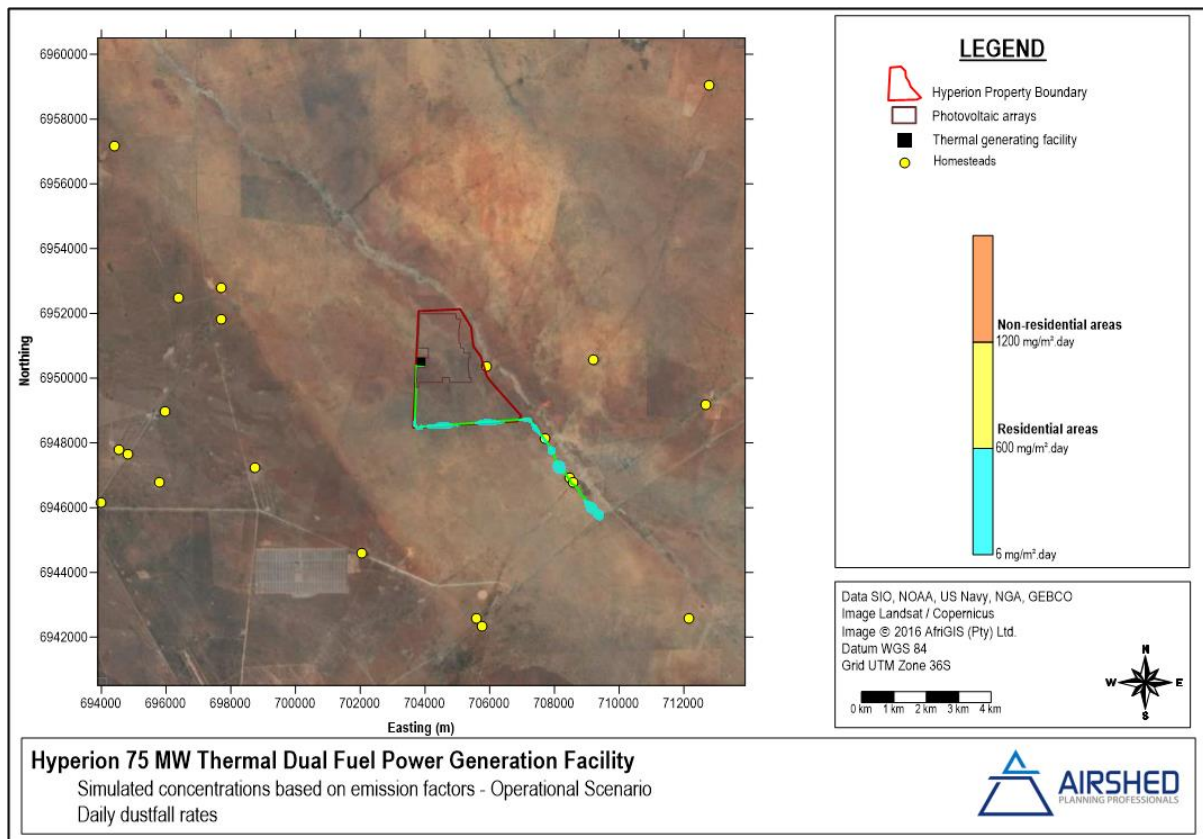 6960000
6958000
6956000
6954000
6952000
6950000
6948000
6946000
6944000
6942000
Northing
694000 696000 698000 700000 702000 704000 706000 708000 710000 712000
Easting (m)
LEGEND
Hyperion Property Boundary
Photovoltaic arrays
Thermal generating facility
Homesteads
Non-residential areas
1200 mg/m².day
Residential areas
600 mg/m².day
6 mg/m².day
Data SIO, NOAA, US Navy, NGA, GEBCO
Image Landsat / Copernicus
Image © 2016 AfriGIS (Pty) Ltd.
Datum WGS 84
Grid UTM Zone 36S
N
W E
S
0 km 1 km 2 km 3 km 4 km
Hyperion 75 MW Thermal Dual Fuel Power Generation Facility
Simulated concentrations based on emission factors - Operational Scenario
Daily dustfall rates
AIRSHED
PLANNING PROFESSIONALS